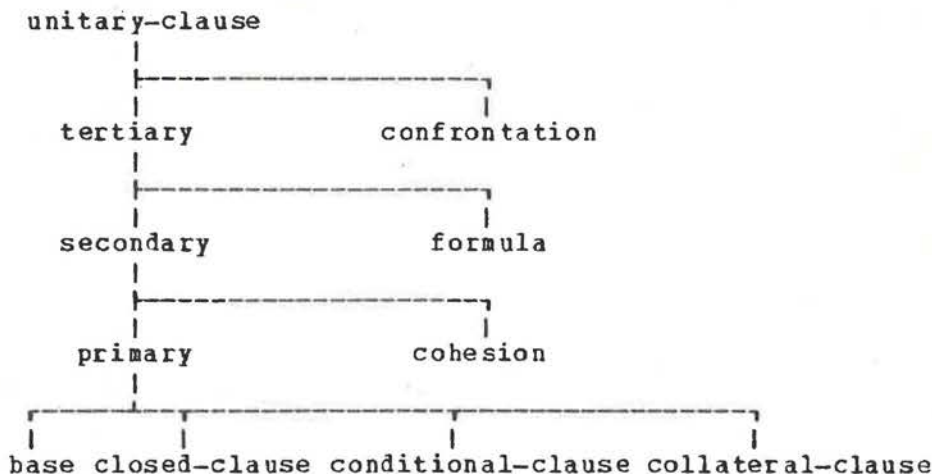 unitary-clause
tertiary confrontation
secondary formula
primary cohesion
base closed-clause conditional-clause collateral-clause